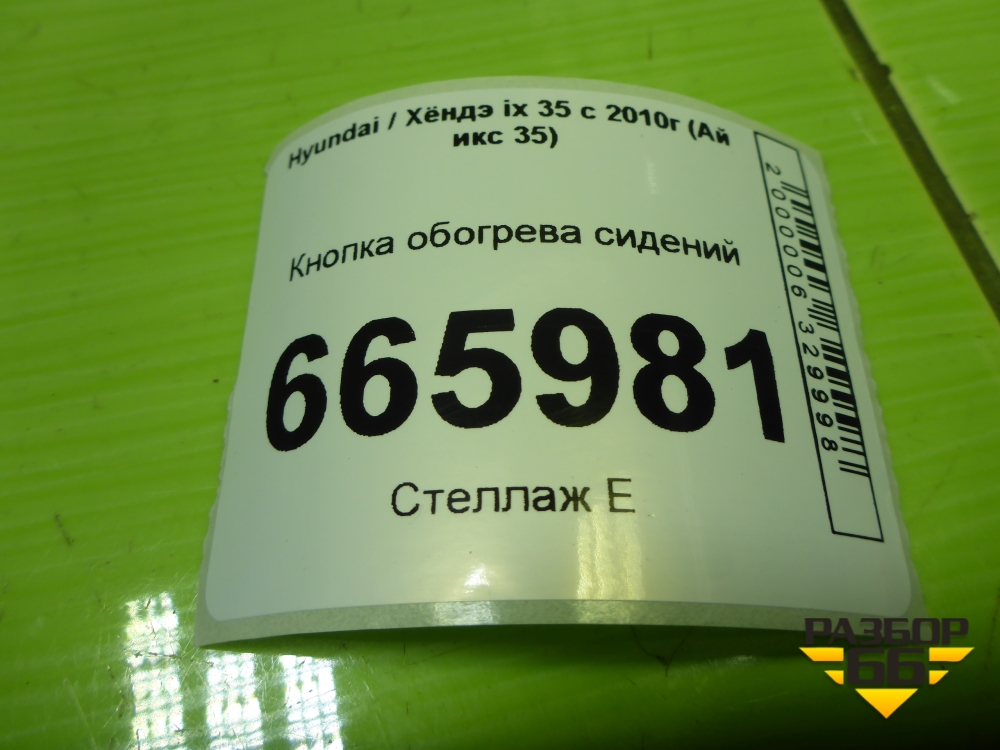 Hyundai / Хёндэ ix 35 с 2010г (Ай
икс 35)
Кнопка обогрева сидений
665981
Стеллаж Е
2000006329998
РАЗБОР
66